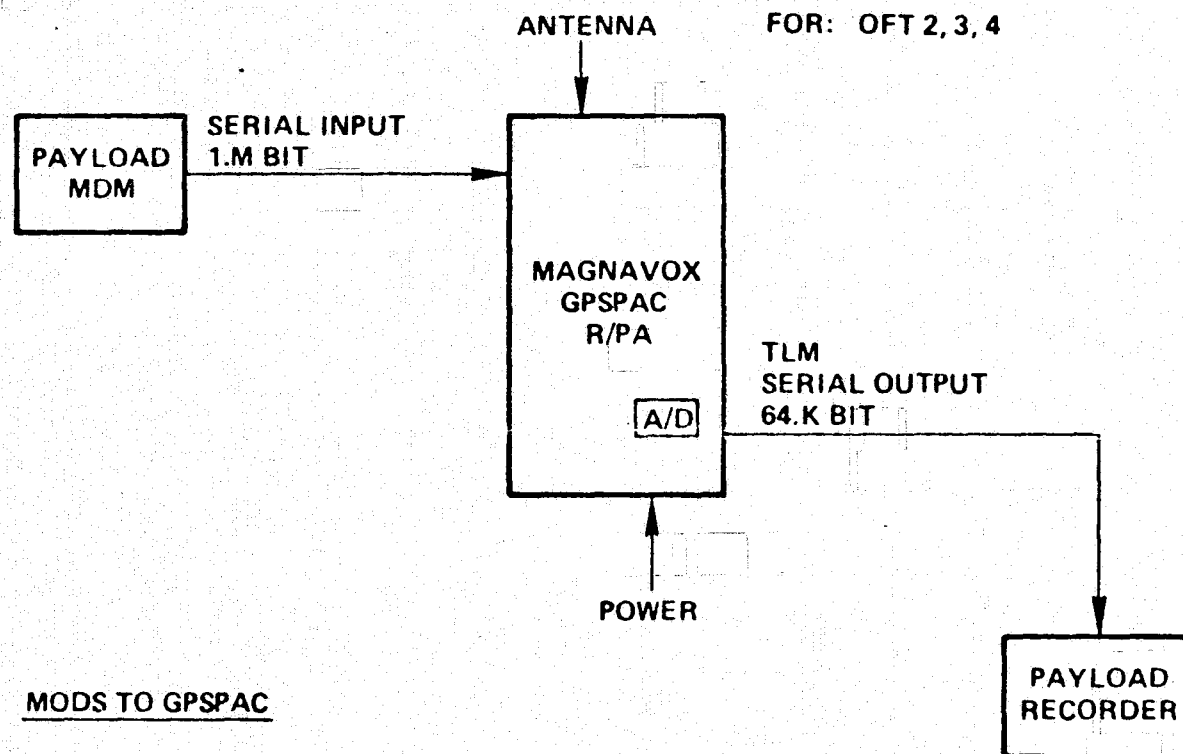 ANTENNA
FOR: OFT 2, 3, 4
SERIAL INPUT
1.M BIT
PAYLOAD
MDM
MAGNAVOX
GPSPAC
R/PA
A/D
TLM
SERIAL OUTPUT
64.K BIT
POWER
PAYLOAD
RECORDER
MODS TO GPSPAC